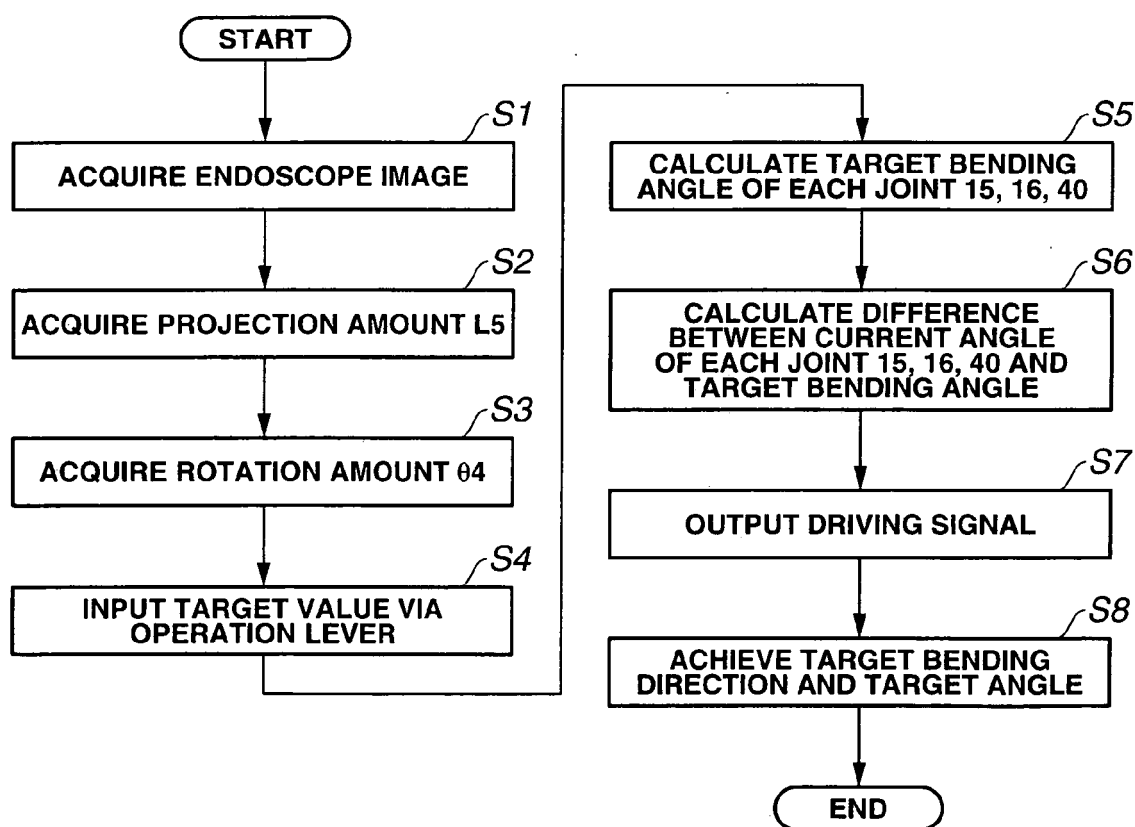 START
S1
ACQUIRE ENDOSCOPE IMAGE
S2
ACQUIRE PROJECTION AMOUNT L5
S3
ACQUIRE ROTATION AMOUNT θ4
S4
INPUT TARGET VALUE VIA
OPERATION LEVER
S5
CALCULATE TARGET BENDING
ANGLE OF EACH JOINT 15, 16, 40
S6
CALCULATE DIFFERENCE
BETWEEN CURRENT ANGLE
OF EACH JOINT 15, 16, 40 AND
TARGET BENDING ANGLE
S7
OUTPUT DRIVING SIGNAL
S8
ACHIEVE TARGET BENDING
DIRECTION AND TARGET ANGLE
END